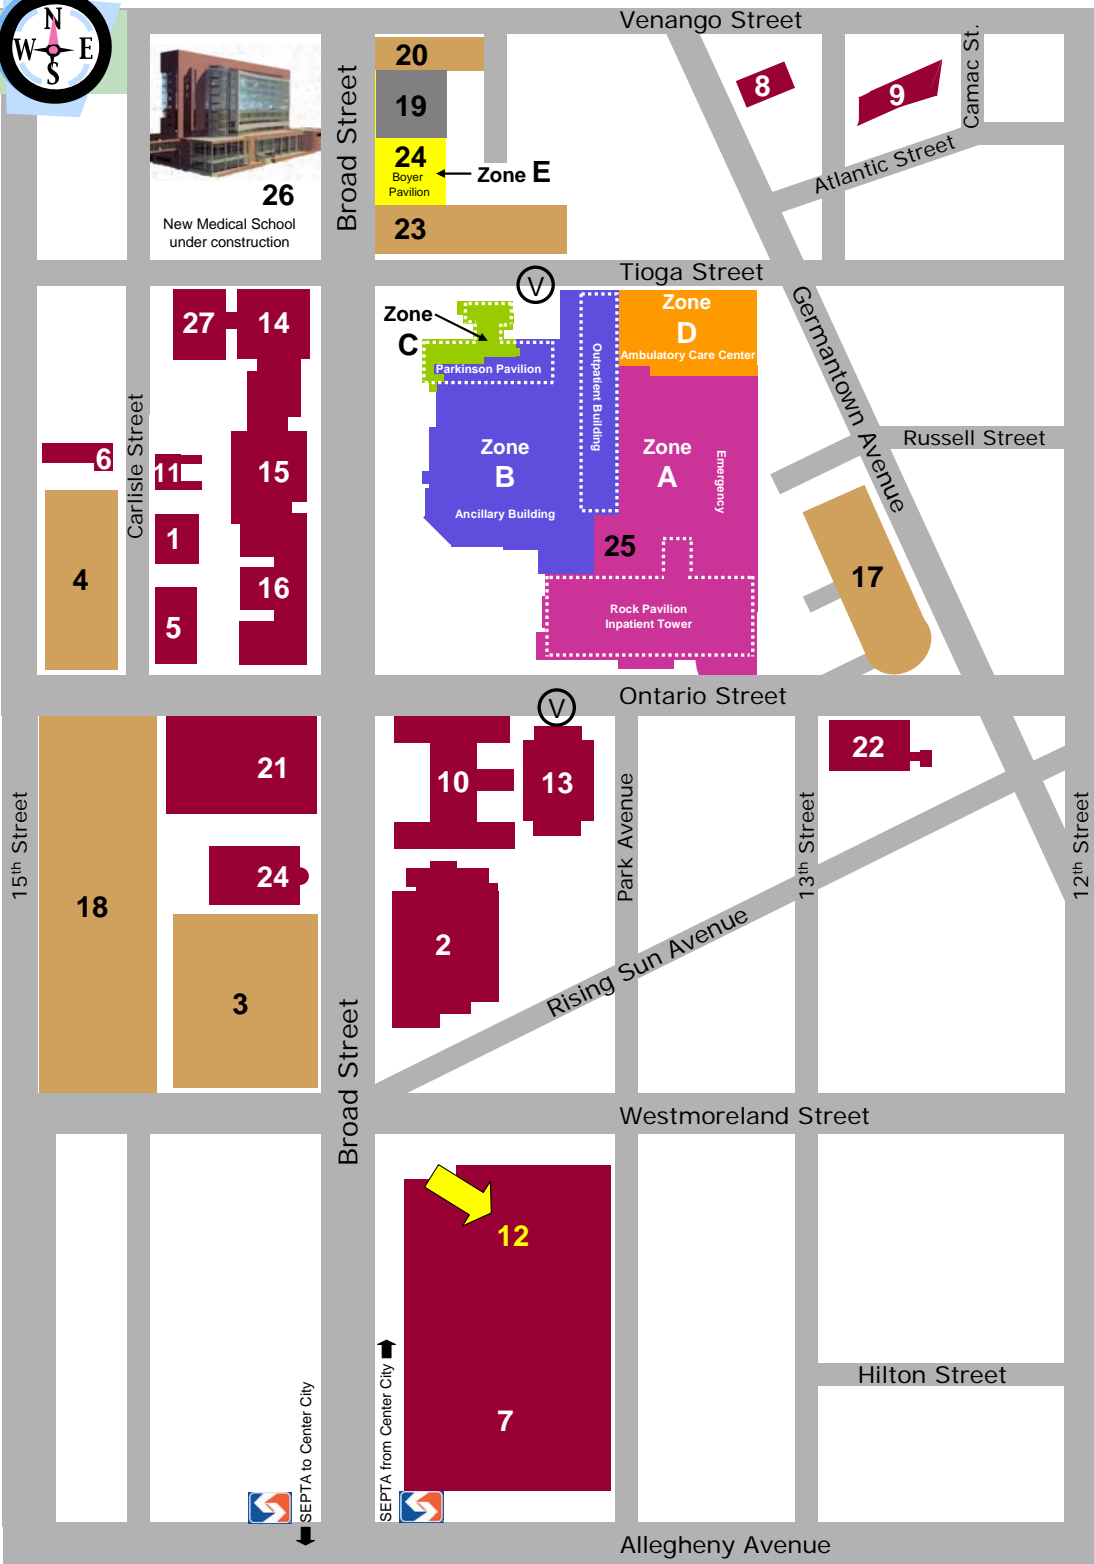 N
W E
S
Venango Street
Broad Street
20
19
24
Boyer
Pavilion
Zone E
23
8
9
Camac St.
Atlantic Street
26
New Medical School
under construction
Tioga Street
V
27
14
Zone
C
Parkinson Pavilion
Outpatient Building
Zone
D
Ambulatory Care Center
Germantown Avenue
Carlisle Street
6
11
15
Zone
B
Ancillary Building
Zone
A
Emergency
Russell Street
4
1
5
16
25
Rock Pavilion
Inpatient Tower
17
Ontario Street
V
21
10
13
22
15th Street
18
24
3
2
Park Avenue
13th Street
12th Street
Rising Sun Avenue
Broad Street
Westmoreland Street
12
7
Hilton Street
SEPTA to Center City
SEPTA from Center City
Allegheny Avenue